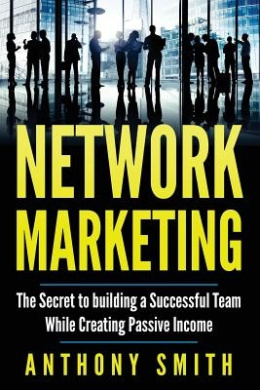 NETWORK
MARKETING
The Secret to building a Successful Team
While Creating Passive Income
ANTHONY SMITH